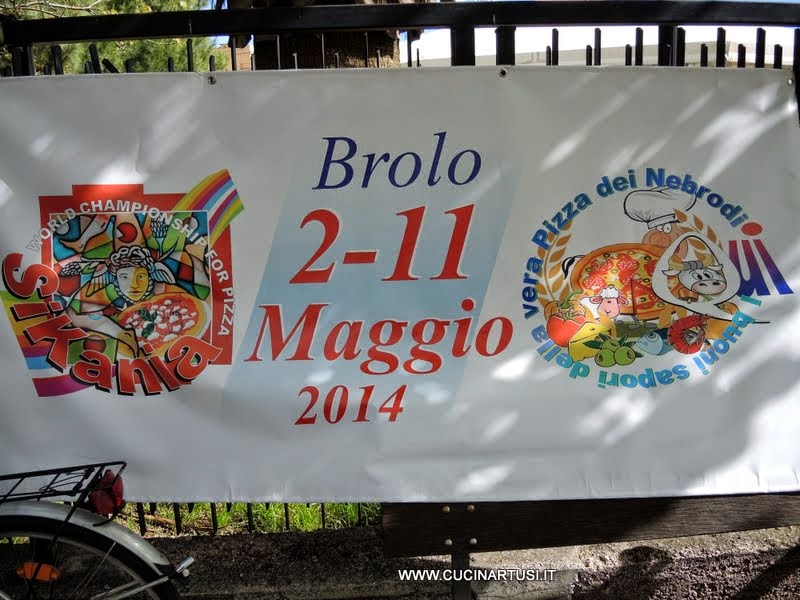 Brolo
2-11
Maggio
2014
WORLD CHAMPIONSHIP FOR PIZZA
Sikania
Qui
I buoni sapori della vera Pizza dei Nebrodi
WWW.CUCINARTUSI.IT